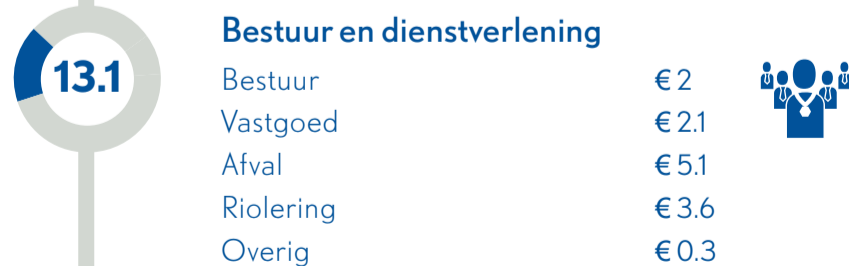 Bestuur en dienstverlening
13.1
Bestuur € 2
Vastgoed € 2.1
Afval € 5.1
Riolering € 3.6
Overig € 0.3